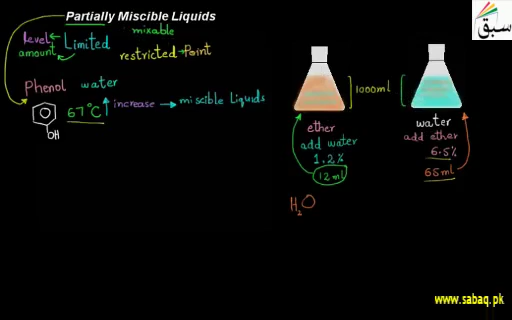 Partially Miscible Liquids
سبق
mixable
level
Limited
amount
restricted
Point
Phenol water
67°C
increase
miscible liquids
OH
1000ml
ether
add water
1.2%
12 ml
water
add ether
6.5%
65ml
H₂O
www.sabaq.pk